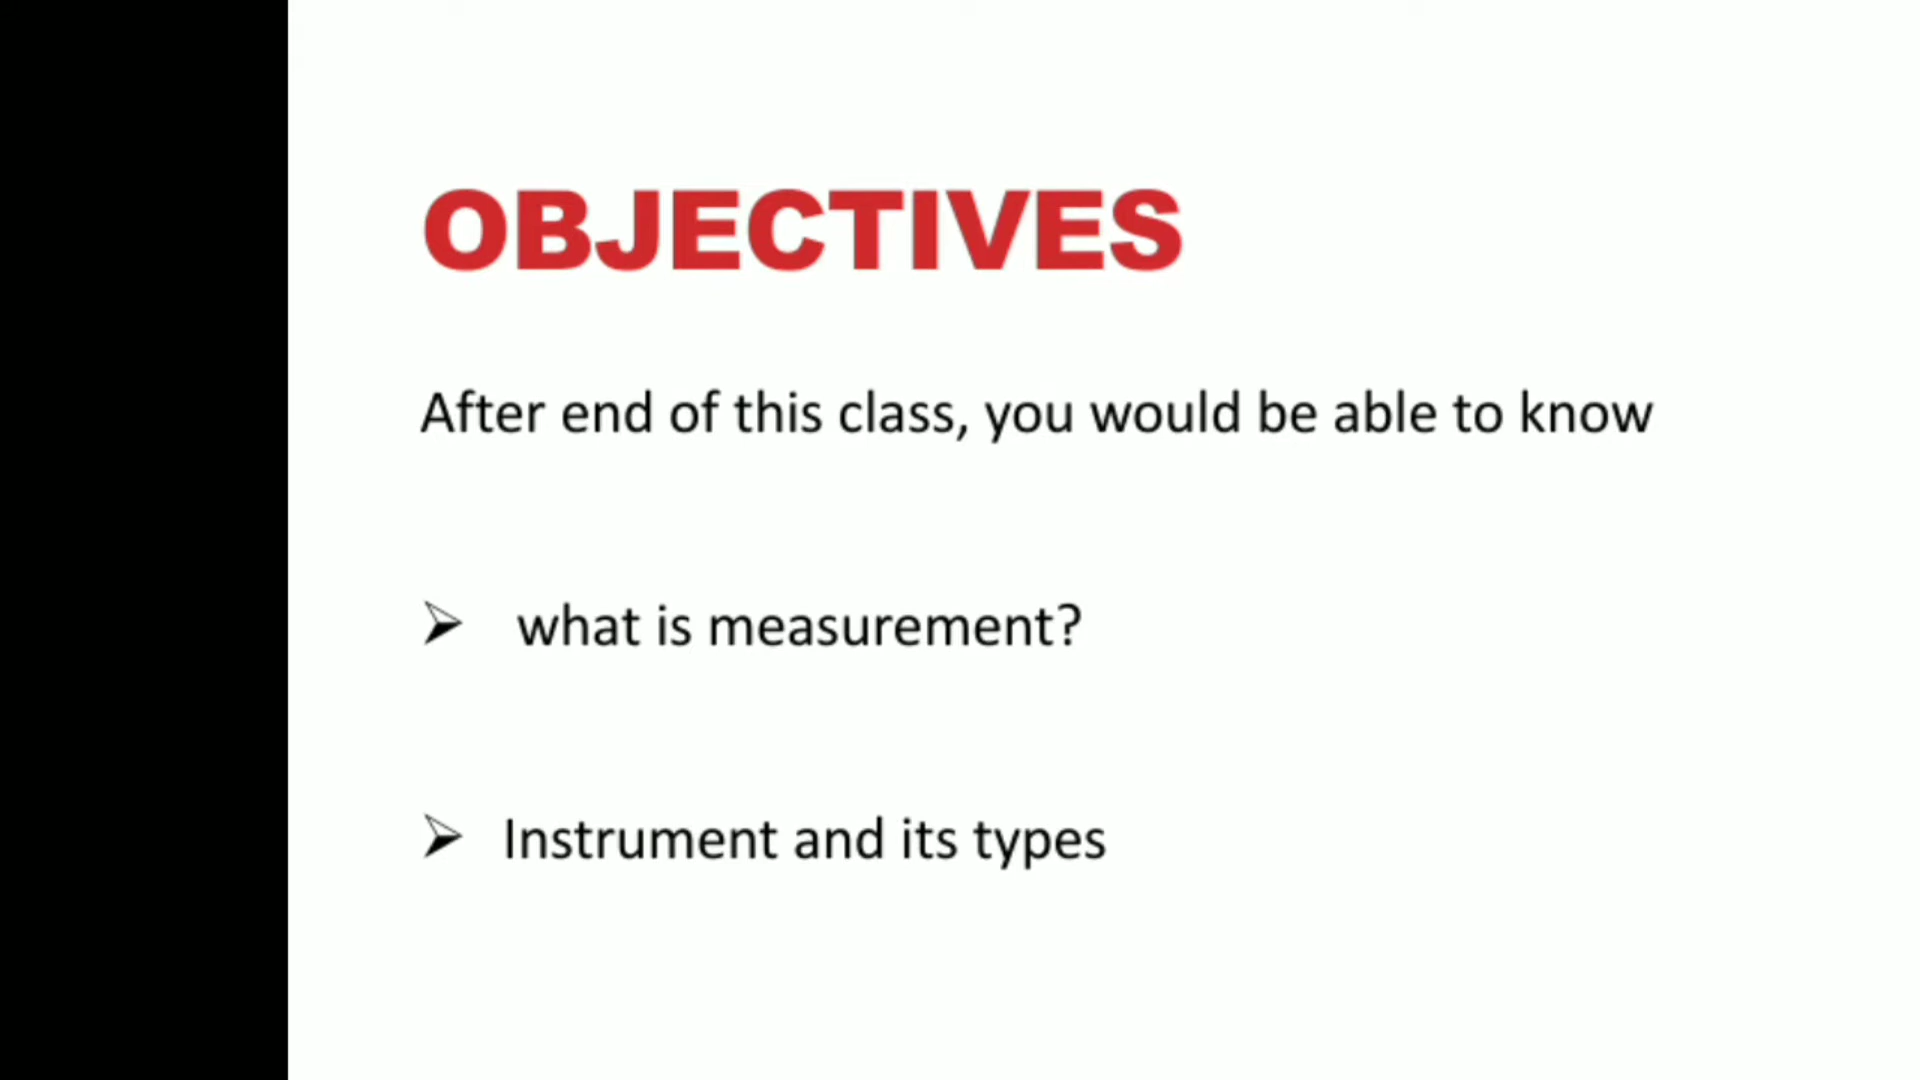 OBJECTIVES
After end of this class, you would be able to know
➢ what is measurement?
➢ Instrument and its types